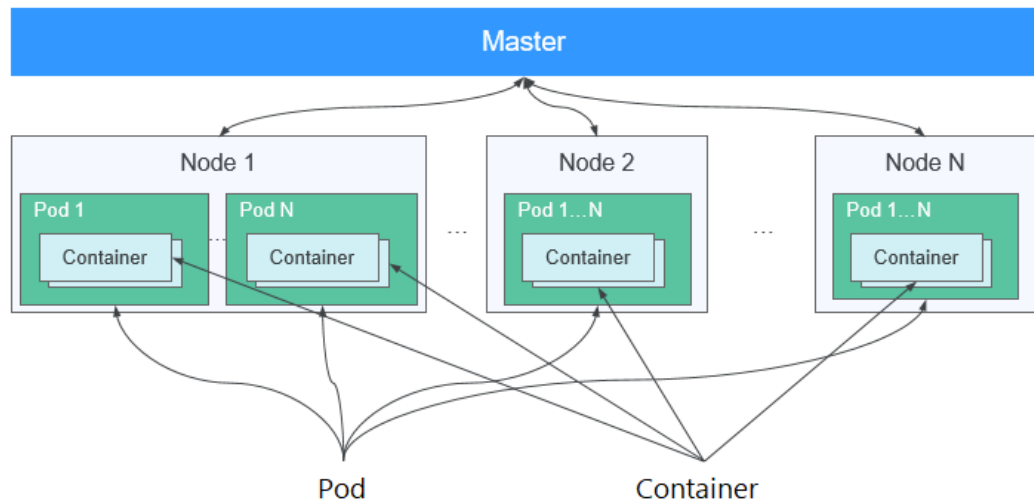 Master
Node 1
Node 2
Node N
Pod 1
Pod N
Pod 1...N
Pod 1...N
...
...
...
Container
Container
Container
Container
Pod
Container